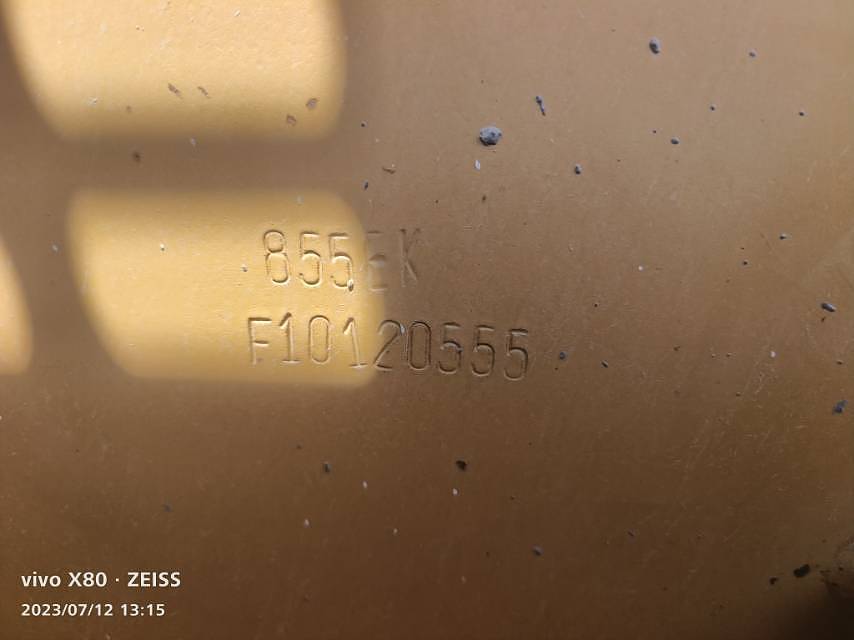 855EK
F10120555
vivo X80 · ZEISS
2023/07/12 13:15